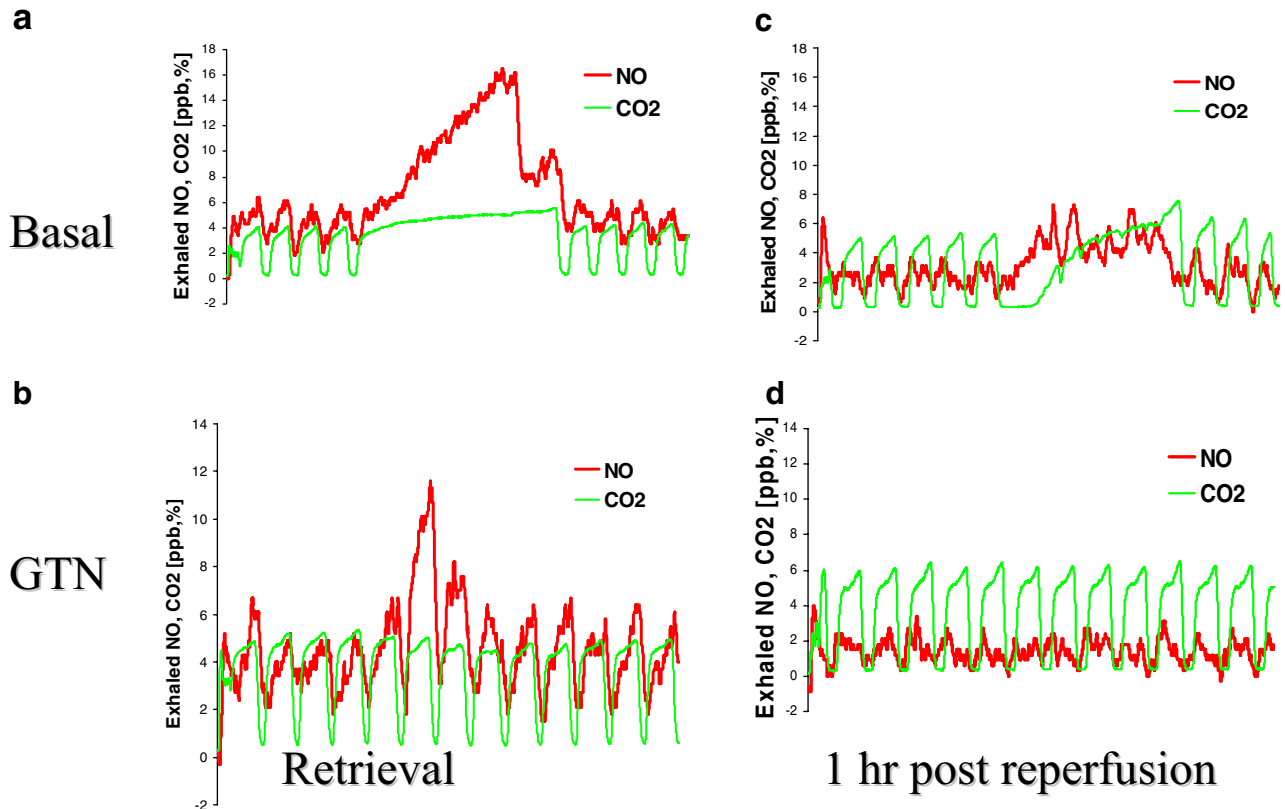 a
Exhaled NO, CO2 [ppb,%]
18
16
14
12
10
8
6
4
2
0
-2
NO
CO2
c
Exhaled NO, CO2 [ppb,%]
18
16
14
12
10
8
6
4
2
0
-2
NO
CO2
Basal
b
Exhaled NO, CO2 [ppb,%]
14
12
10
8
6
4
2
0
-2
NO
CO2
d
Exhaled NO, CO2 [ppb,%]
14
12
10
8
6
4
2
0
-2
NO
CO2
GTN
Retrieval
1 hr post reperfusion